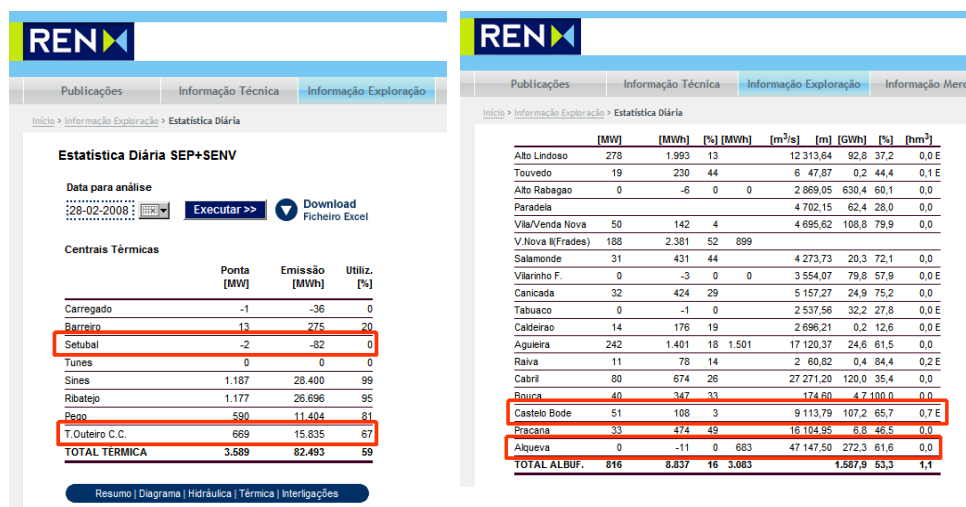 REN
Publicações Informação Técnica Informação Exploração
Início > Informação Exploração > Estatística Diária
Estatística Diária SEP+SENV
Data para análise
28-02-2008 Executar >> Download
Ficheiro Excel
Centrais Térmicas
Ponta Emissão Utiliz.
[MW] [MWh] [%]
Carregado -1 -36 0
Barreiro 13 275 20
Setubal -2 -82 0
Tunes 0 0 0
Sines 1.187 28.400 99
Ribatejo 1.177 26.696 95
Pego 590 11.404 81
T.Outeiro C.C. 669 15.835 67
TOTAL TÉRMICA 3.589 82.493 59
Resumo | Diagrama | Hidráulica | Térmica | Interligações
REN
Publicações Informação Técnica Informação Exploração Informação Merc
Início > Informação Exploração > Estatística Diária
[MW] [MWh] [%] [MWh] [m³/s] [m] [GWh] [%] [hm³]
Alto Lindoso 278 1.993 13 12 313,64 92,8 37,2 0,0 E
Touvedo 19 230 44 6 47,87 0,2 44,4 0,1 E
Alto Rabagao 0 -6 0 0 2 869,05 630,4 60,1 0,0
Paradela 4 702,15 62,4 28,0 0,0
Vila/Venda Nova 50 142 4 4 695,62 108,8 79,9 0,0
V.Nova II(Frades) 188 2.381 52 899
Salamonde 31 431 44 4 273,73 20,3 72,1 0,0
Vilarinho F. 0 -3 0 0 3 554,07 79,8 57,9 0,0 E
Canicada 32 424 29 5 157,27 24,9 75,2 0,0
Tabuaco 0 -1 0 2 537,56 32,2 27,8 0,0 E
Caldeirao 14 176 19 2 696,21 0,2 12,6 0,0 E
Aguieira 242 1.401 18 1.501 17 120,37 24,6 61,5 0,0
Raiva 11 78 14 2 60,82 0,4 84,4 0,2 E
Cabril 80 674 26 27 271,20 120,0 35,4 0,0
Bouca 40 347 33 174,60 4,7 100,0 0,0
Castelo Bode 51 108 3 9 113,79 107,2 65,7 0,7 E
Pracana 33 474 49 16 104,95 6,8 46,5 0,0
Alqueva 0 -11 0 683 47 147,50 272,3 61,6 0,0
TOTAL ALBUF. 816 8.837 16 3.083 1.587,9 53,3 1,1